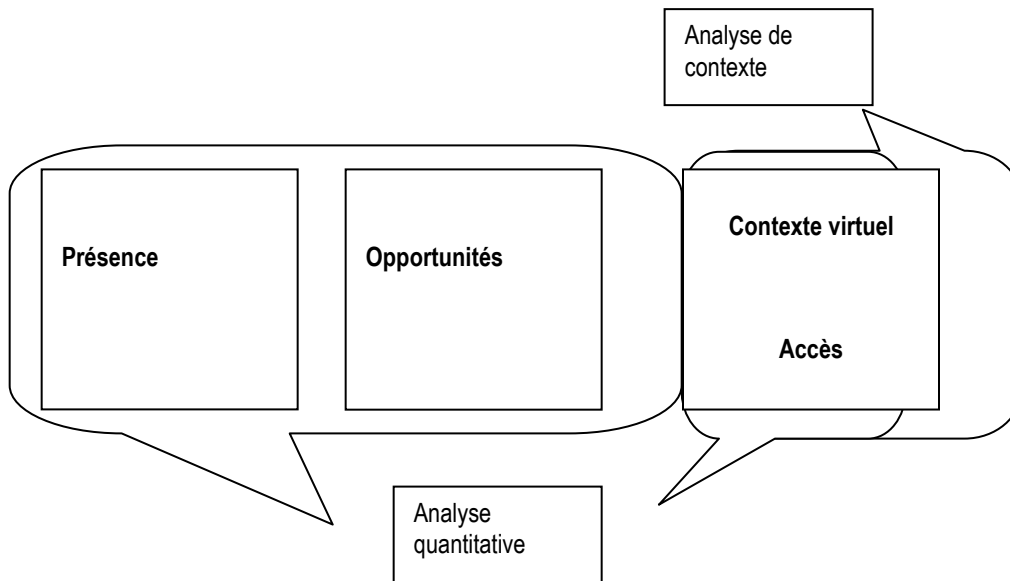 Analyse de
contexte
Présence
Opportunités
Contexte virtuel
Accès
Analyse
quantitative